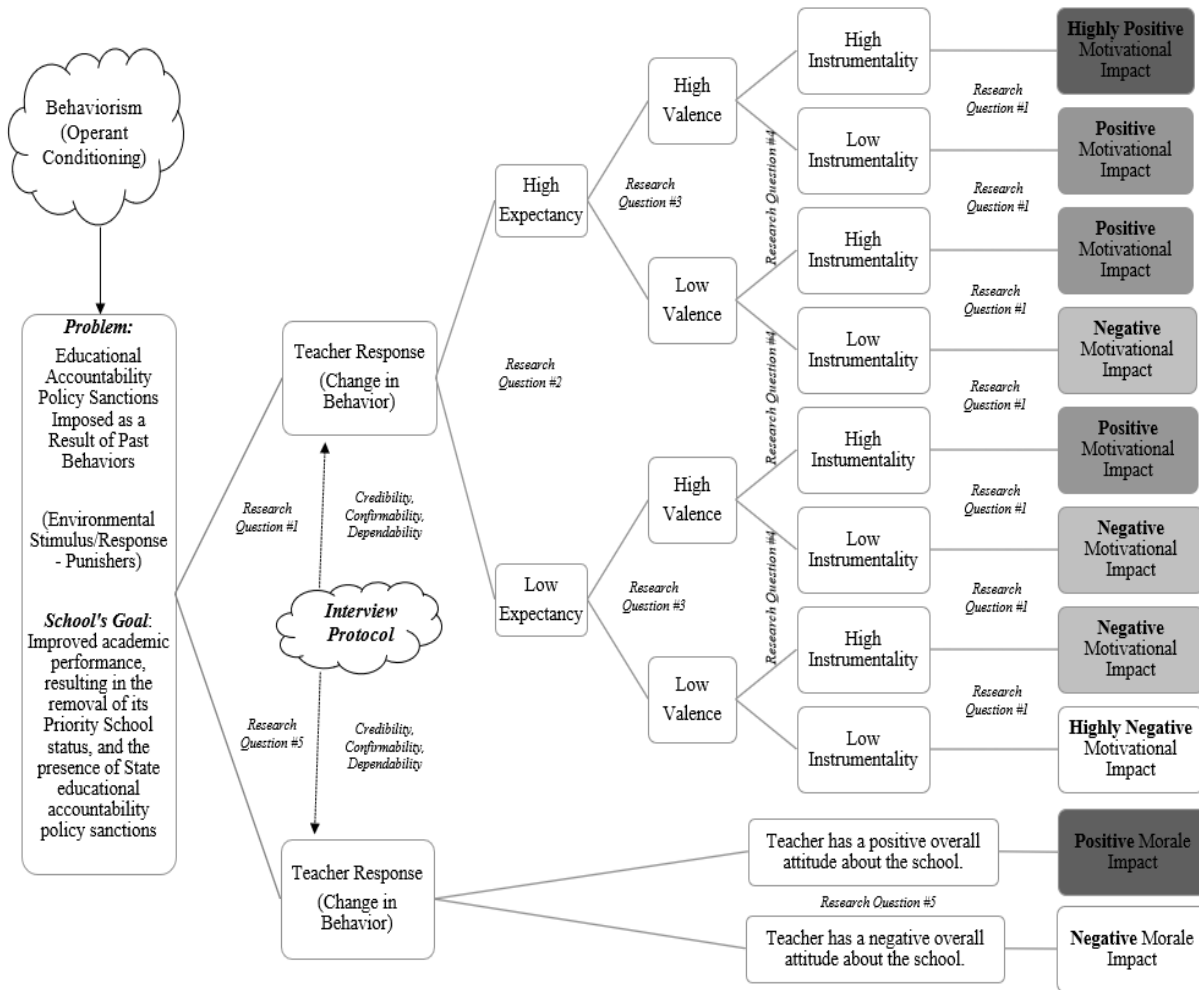 Behaviorism
(Operant
Conditioning)
Problem:
Educational
Accountability
Policy Sanctions
Imposed as a
Result of Past
Behaviors
(Environmental
Stimulus/Response
- Punishers)
School's Goal:
Improved academic
performance,
resulting in the
removal of its
Priority School
status, and the
presence of State
educational
accountability
policy sanctions
Teacher Response
(Change in
Behavior)
Research
Question #1
Credibility,
Confirmability,
Dependability
Interview
Protocol
Research
Question #5
Credibility,
Confirmability,
Dependability
Teacher Response
(Change in
Behavior)
High
Expectancy
Research
Question #2
Low
Expectancy
High
Valence
Research
Question #3
Low
Valence
High
Valence
Research
Question #3
Low
Valence
Research Question #4
Research Question #4
Research Question #4
High
Instrumentality
Low
Instrumentality
High
Instrumentality
Low
Instrumentality
High
Instumentality
Low
Instrumentality
High
Instrumentality
Low
Instrumentality
Research
Question #1
Research
Question #1
Research
Question #1
Research
Question #1
Research
Question #1
Research
Question #1
Research
Question #1
Highly Positive
Motivational
Impact
Positive
Motivational
Impact
Positive
Motivational
Impact
Negative
Motivational
Impact
Positive
Motivational
Impact
Negative
Motivational
Impact
Negative
Motivational
Impact
Highly Negative
Motivational
Impact
Teacher has a positive overall
attitude about the school.
Research Question #5
Teacher has a negative overall
attitude about the school.
Positive Morale
Impact
Negative Morale
Impact